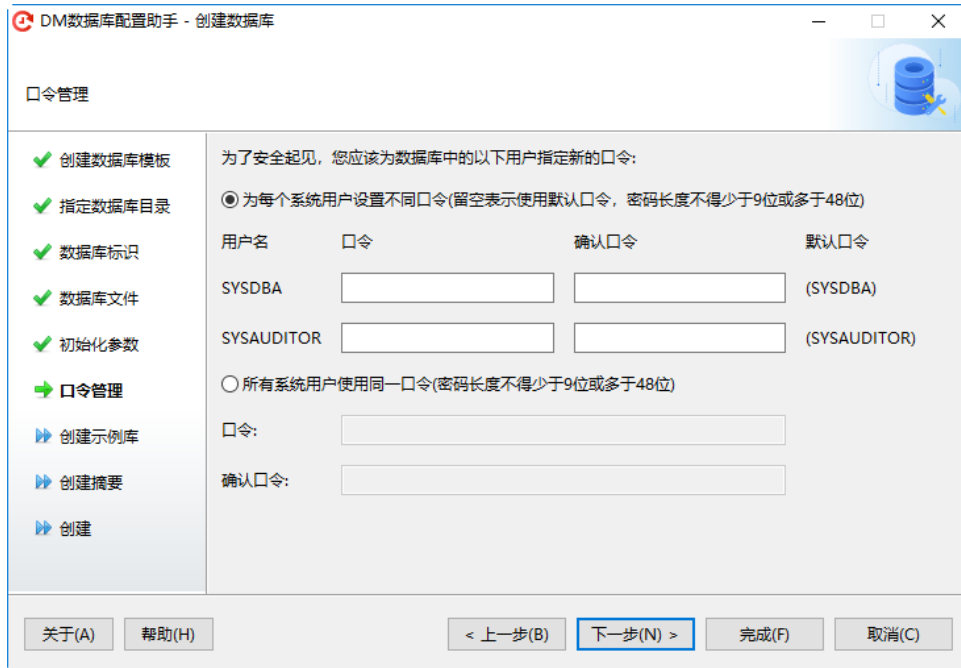 DM数据库配置助手 - 创建数据库
口令管理
创建数据库模板
指定数据库目录
数据库标识
数据库文件
初始化参数
口令管理
创建示例库
创建摘要
创建
为了安全起见，您应该为数据库中的以下用户指定新的口令:
为每个系统用户设置不同口令(留空表示使用默认口令，密码长度不得少于9位或多于48位)
用户名 口令 确认口令 默认口令
SYSDBA (SYSDBA)
SYSAUDITOR (SYSAUDITOR)
所有系统用户使用同一口令(密码长度不得少于9位或多于48位)
口令:
确认口令:
关于(A) 帮助(H) < 上一步(B) 下一步(N) > 完成(F) 取消(C)